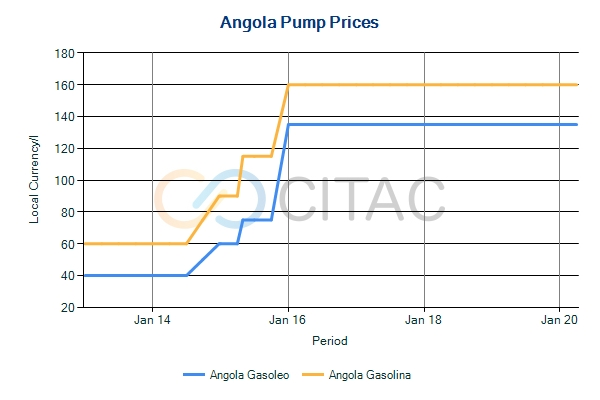 Angola Pump Prices
180
160
140
120
100
80
60
40
20
Local Currency/l
CITAC
Jan 14 Jan 16 Jan 18 Jan 20
Period
Angola Gasoleo Angola Gasolina